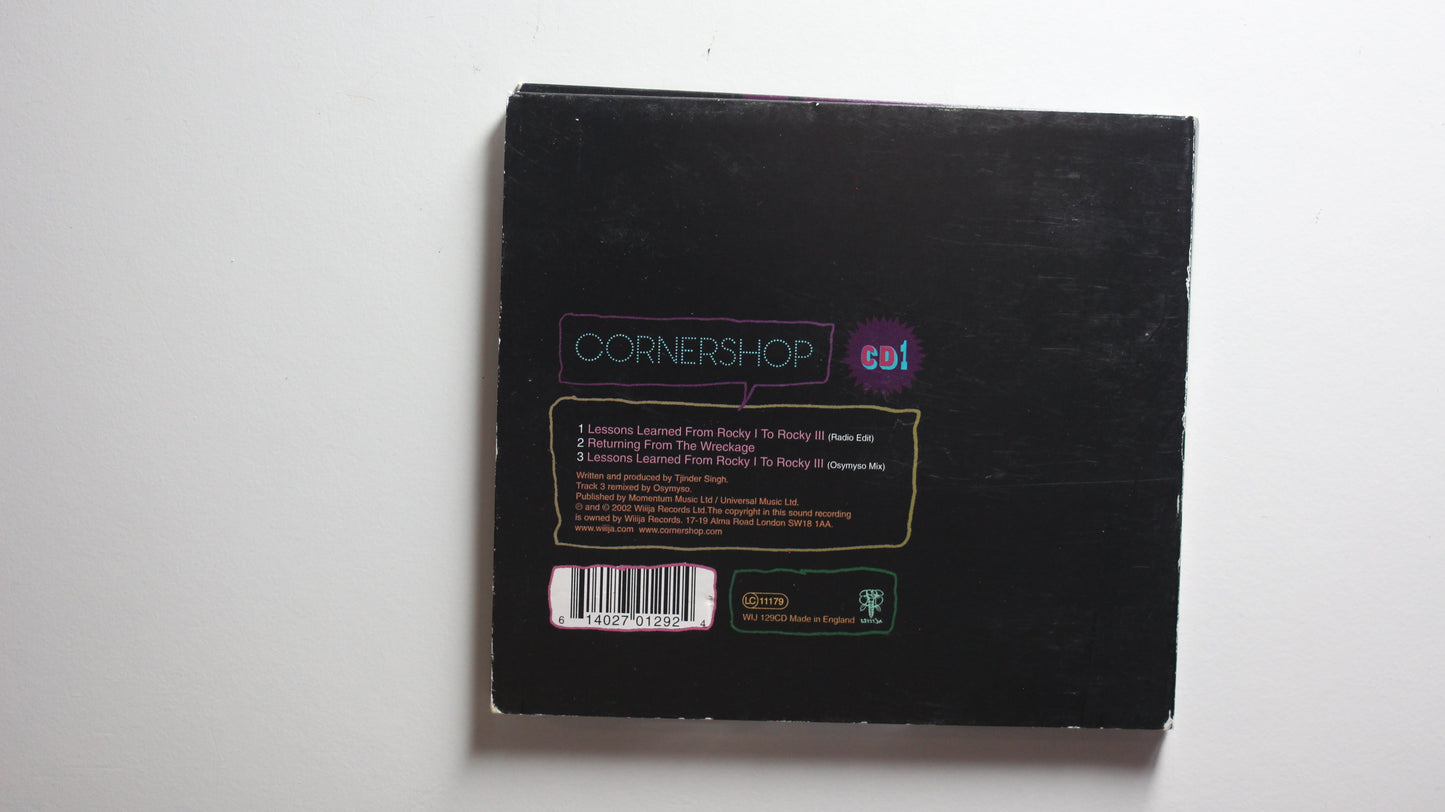 CORNERSHOP
CD1
1 Lessons Learned From Rocky I To Rocky III (Radio Edit)
2 Returning From The Wreckage
3 Lessons Learned From Rocky I To Rocky III (Osymyso Mix)
Written and produced by Tjinder Singh.
Track 3 remixed by Osymyso.
Published by Momentum Music Ltd / Universal Music Ltd.
℗ and © 2002 Wiiija Records Ltd.The copyright in this sound recording
is owned by Wiiija Records. 17-19 Alma Road London SW18 1AA.
www.wiiija.com www.cornershop.com
6 14027 01292 4
LC 11179
WIJ 129CD Made in England